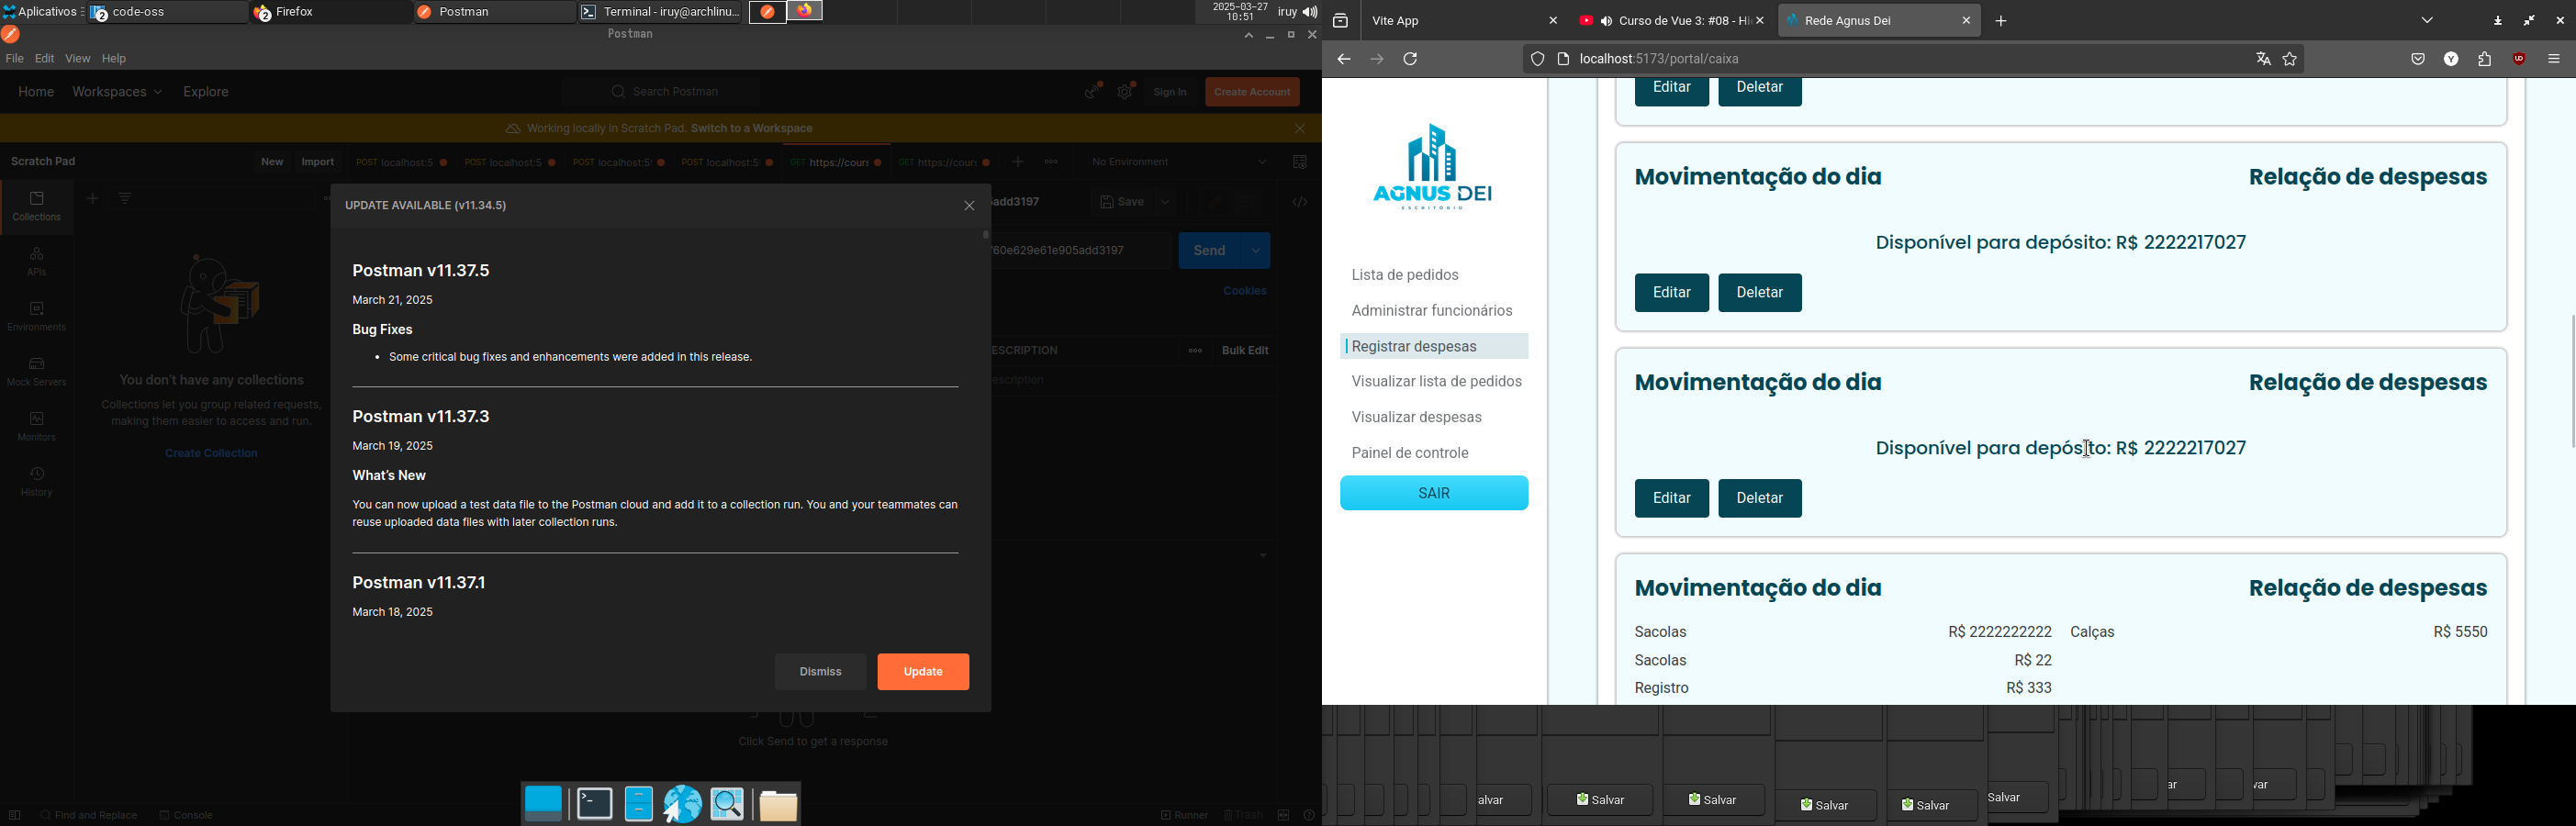 Aplicativos
code-oss
Firefox
Postman
Terminal - iruy@archlinu...
2025-03-27
10:51
iruy
Postman
File Edit View Help
Home Workspaces Explore
Search Postman
Sign In
Create Account
Working locally in Scratch Pad. Switch to a Workspace
Scratch Pad
New Import
POST localhost:5
POST localhost:5
POST localhost:5
POST localhost:5
GET https://cour
GET https://cour
No Environment
Collections
APIs
Environments
Mock Servers
Monitors
History
You don't have any collections
Collections let you group related requests,
making them easier to access and run.
Create Collection
add3197
Save
60e629e61e905add3197
Send
Cookies
ESCRIPTION
Bulk Edit
escription
UPDATE AVAILABLE (v11.34.5)
Postman v11.37.5
March 21, 2025
Bug Fixes
• Some critical bug fixes and enhancements were added in this release.
Postman v11.37.3
March 19, 2025
What's New
You can now upload a test data file to the Postman cloud and add it to a collection run. You and your teammates can
reuse uploaded data files with later collection runs.
Postman v11.37.1
March 18, 2025
Dismiss
Update
Click Send to get a response
Find and Replace
Console
Runner
Trash
Vite App
Curso de Vue 3: #08 - Hi
Rede Agnus Dei
localhost:5173/portal/caixa
AGNUS DEI
ESCRITÓRIO
Lista de pedidos
Administrar funcionários
Registrar despesas
Visualizar lista de pedidos
Visualizar despesas
Painel de controle
SAIR
Editar Deletar
Movimentação do dia Relação de despesas
Disponível para depósito: R$ 2222217027
Editar Deletar
Movimentação do dia Relação de despesas
Disponível para depósito: R$ 2222217027
Editar Deletar
Movimentação do dia Relação de despesas
Sacolas R$ 2222222222 Calças R$ 5550
Sacolas R$ 22
Registro R$ 333
alvar
Salvar
Salvar
Salvar
Salvar
Salvar
ar
var